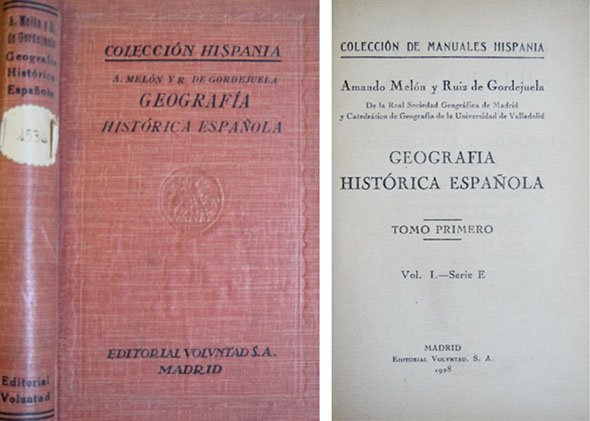 A. Melón y R.
de Gordejuela
Geografía
Histórica
Española
1536
Editorial
Voluntad
COLECCIÓN HISPANIA
A. MELÓN Y R. DE GORDEJUELA
GEOGRAFÍA
HISTÓRICA ESPAÑOLA
EDITORIAL VOLVNTAD S.A.
MADRID
COLECCIÓN DE MANUALES HISPANIA
Amando Melón y Ruiz de Gordejuela
De la Real Sociedad Geográfica de Madrid
y Catedrático de Geografía de la Universidad de Valladolid
GEOGRAFIA
HISTÓRICA ESPAÑOLA
TOMO PRIMERO
Vol. I.—Serie E
MADRID
EDITORIAL VOLVNTAD, S. A.
1928